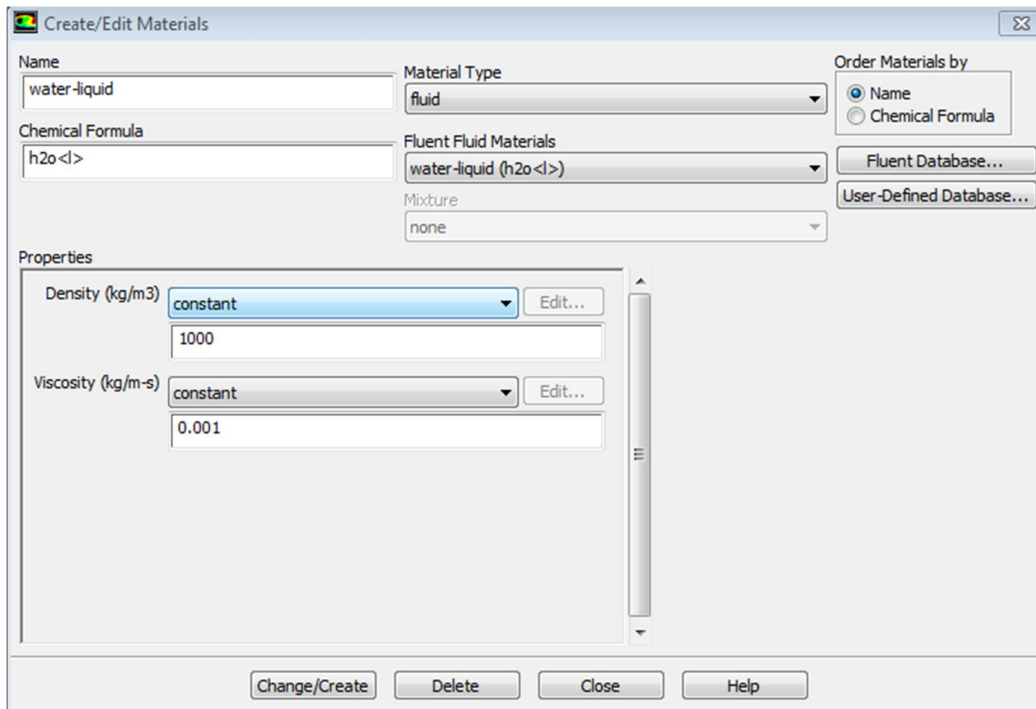 Create/Edit Materials
Name
water-liquid
Chemical Formula
h2o<l>
Material Type
fluid
Fluent Fluid Materials
water-liquid (h2o<l>)
Mixture
none
Order Materials by
Name
Chemical Formula
Fluent Database...
User-Defined Database...
Properties
Density (kg/m3)
constant
Edit...
1000
Viscosity (kg/m-s)
constant
Edit...
0.001
Change/Create
Delete
Close
Help